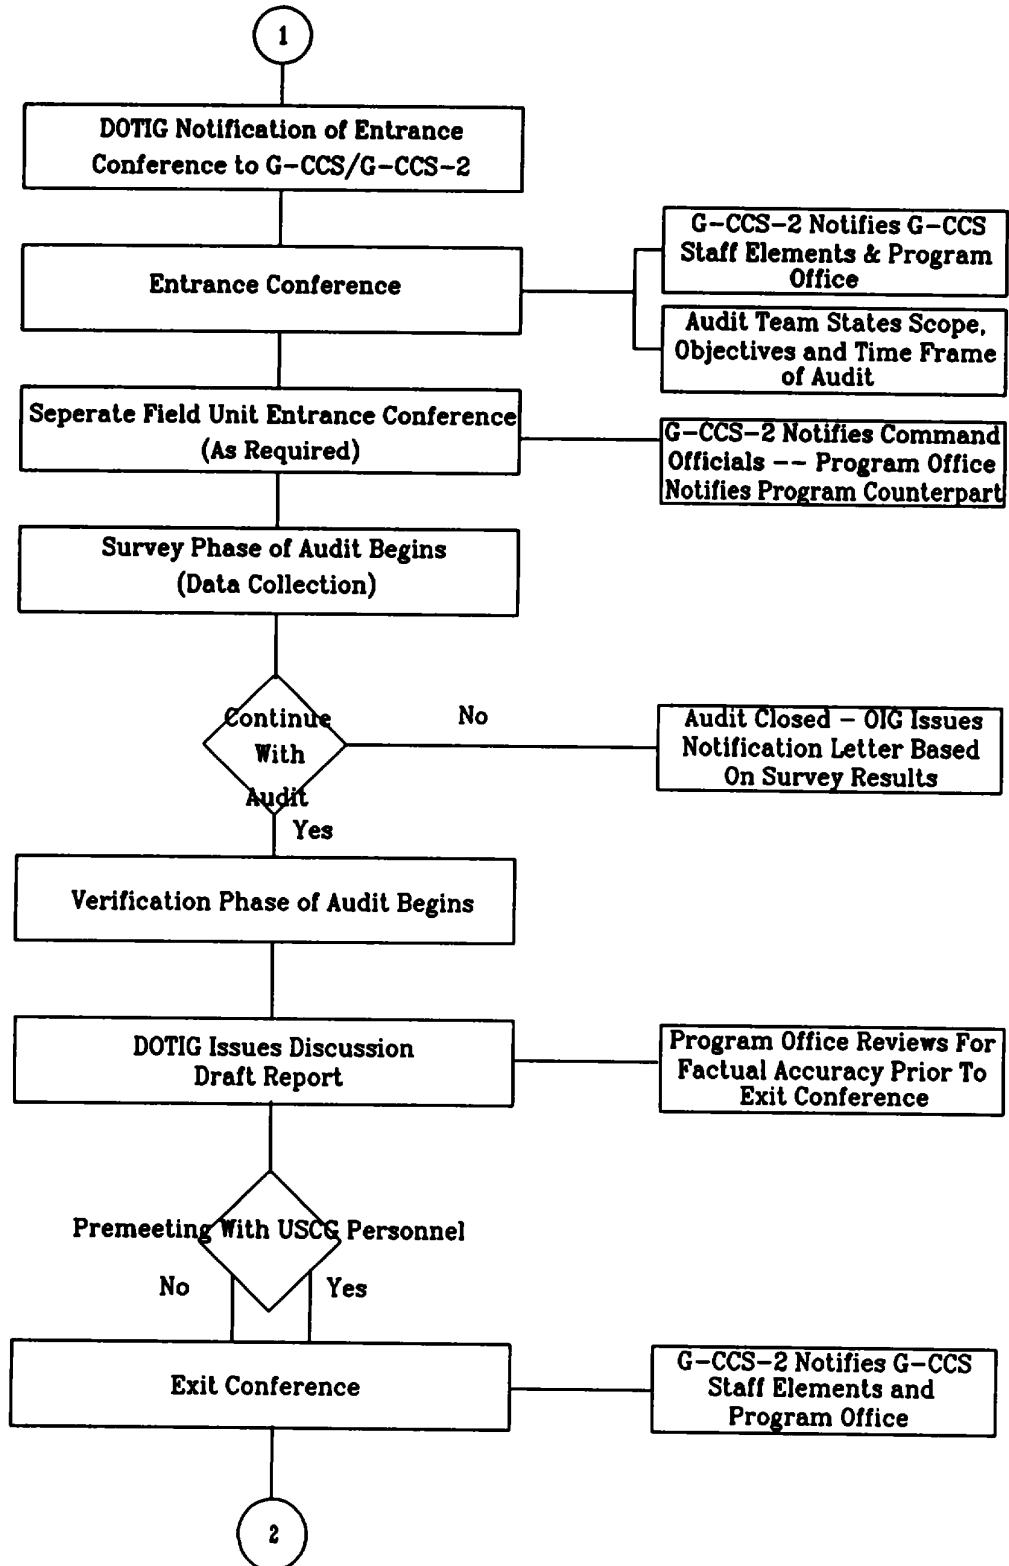 1
DOTIG Notification of Entrance
Conference to G-CCS/G-CCS-2
Entrance Conference
G-CCS-2 Notifies G-CCS
Staff Elements & Program
Office
Audit Team States Scope,
Objectives and Time Frame
of Audit
Seperate Field Unit Entrance Conference
(As Required)
G-CCS-2 Notifies Command
Officials -- Program Office
Notifies Program Counterpart
Survey Phase of Audit Begins
(Data Collection)
Continue
With
Audit
No
Audit Closed - OIG Issues
Notification Letter Based
On Survey Results
Yes
Verification Phase of Audit Begins
DOTIG Issues Discussion
Draft Report
Program Office Reviews For
Factual Accuracy Prior To
Exit Conference
Premeeting With USCG Personnel
No
Yes
Exit Conference
G-CCS-2 Notifies G-CCS
Staff Elements and
Program Office
2